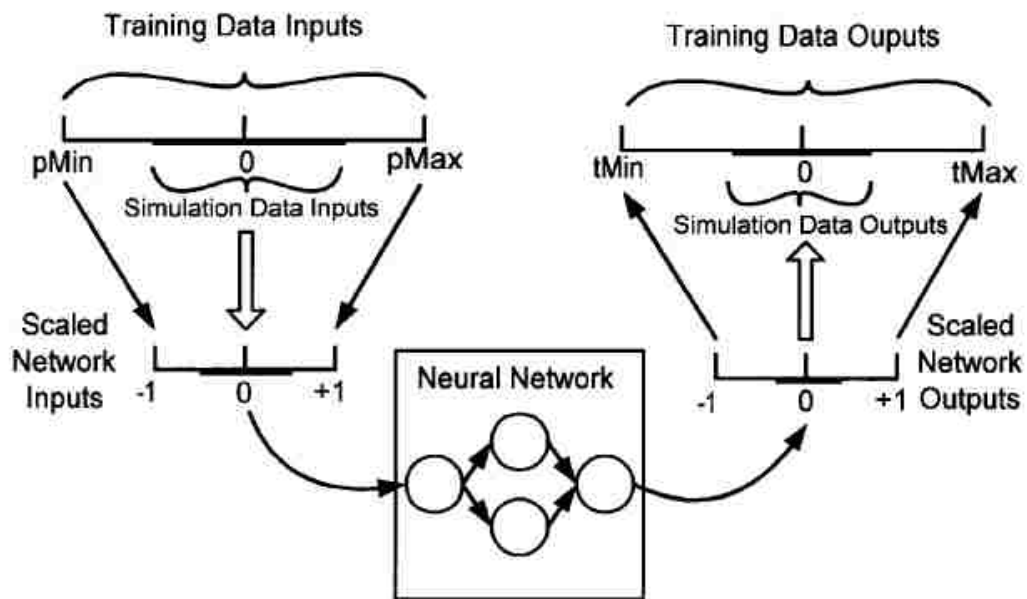 Training Data Inputs
pMin
0
pMax
Simulation Data Inputs
Scaled
Network
Inputs
-1
0
+1
Neural Network
Training Data Ouputs
tMin
0
tMax
Simulation Data Outputs
-1
0
+1
Scaled
Network
Outputs